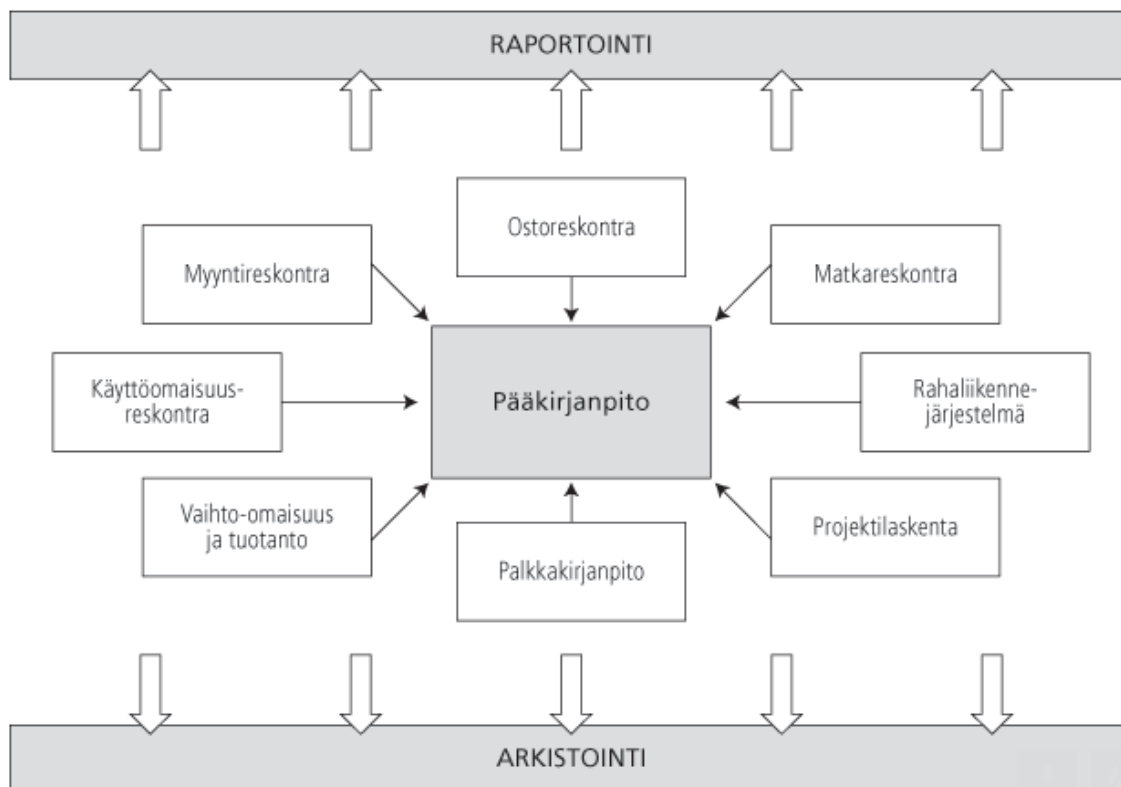 RAPORTOINTI
Ostoreskontra
Myyntireskontra
Matkareskontra
Käyttöomaisuus-
reskontra
Pääkirjanpito
Rahaliikenne-
järjestelmä
Vaihto-omaisuus
ja tuotanto
Palkkakirjanpito
Projektilaskenta
ARKISTOINTI